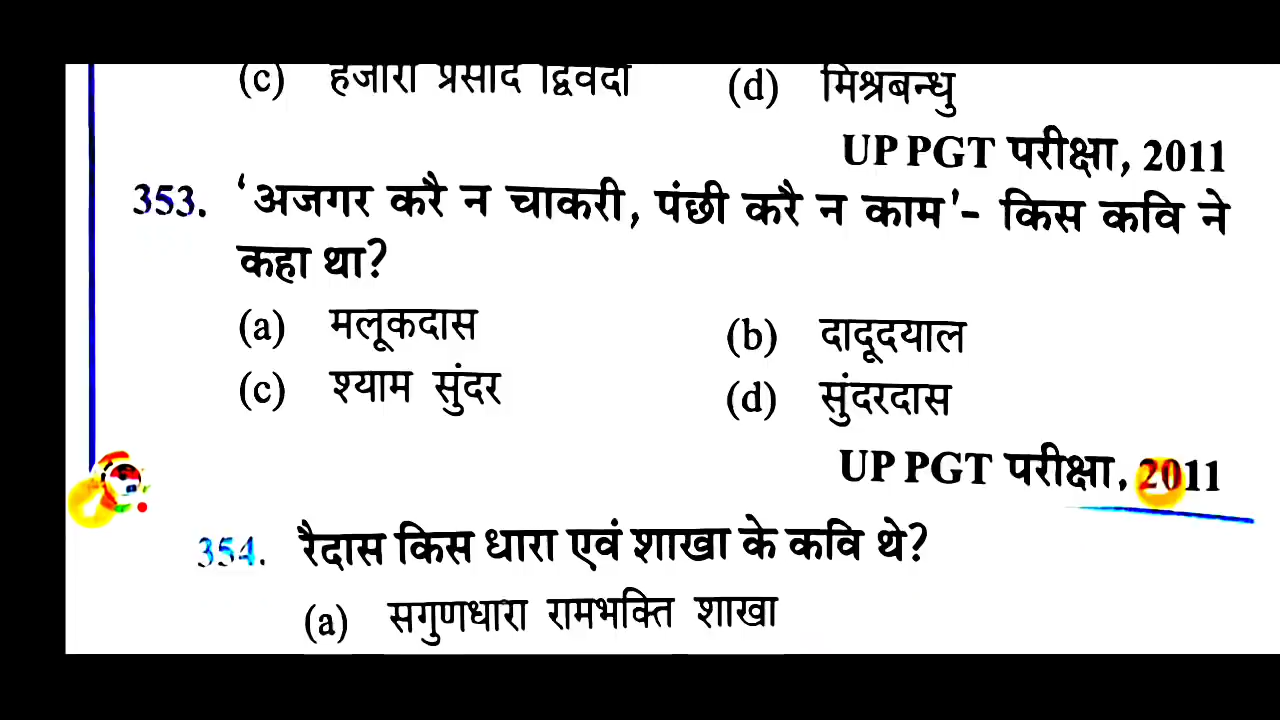 (c) हजारी प्रसाद द्विवेदी (d) मिश्रबन्धु
UP PGT परीक्षा, 2011
353. ‘अजगर करै न चाकरी, पंछी करै न काम’- किस कवि ने
कहा था?
(a) मलूकदास (b) दादूदयाल
(c) श्याम सुंदर (d) सुंदरदास
UP PGT परीक्षा, 2011
354. रैदास किस धारा एवं शाखा के कवि थे?
(a) सगुणधारा रामभक्ति शाखा